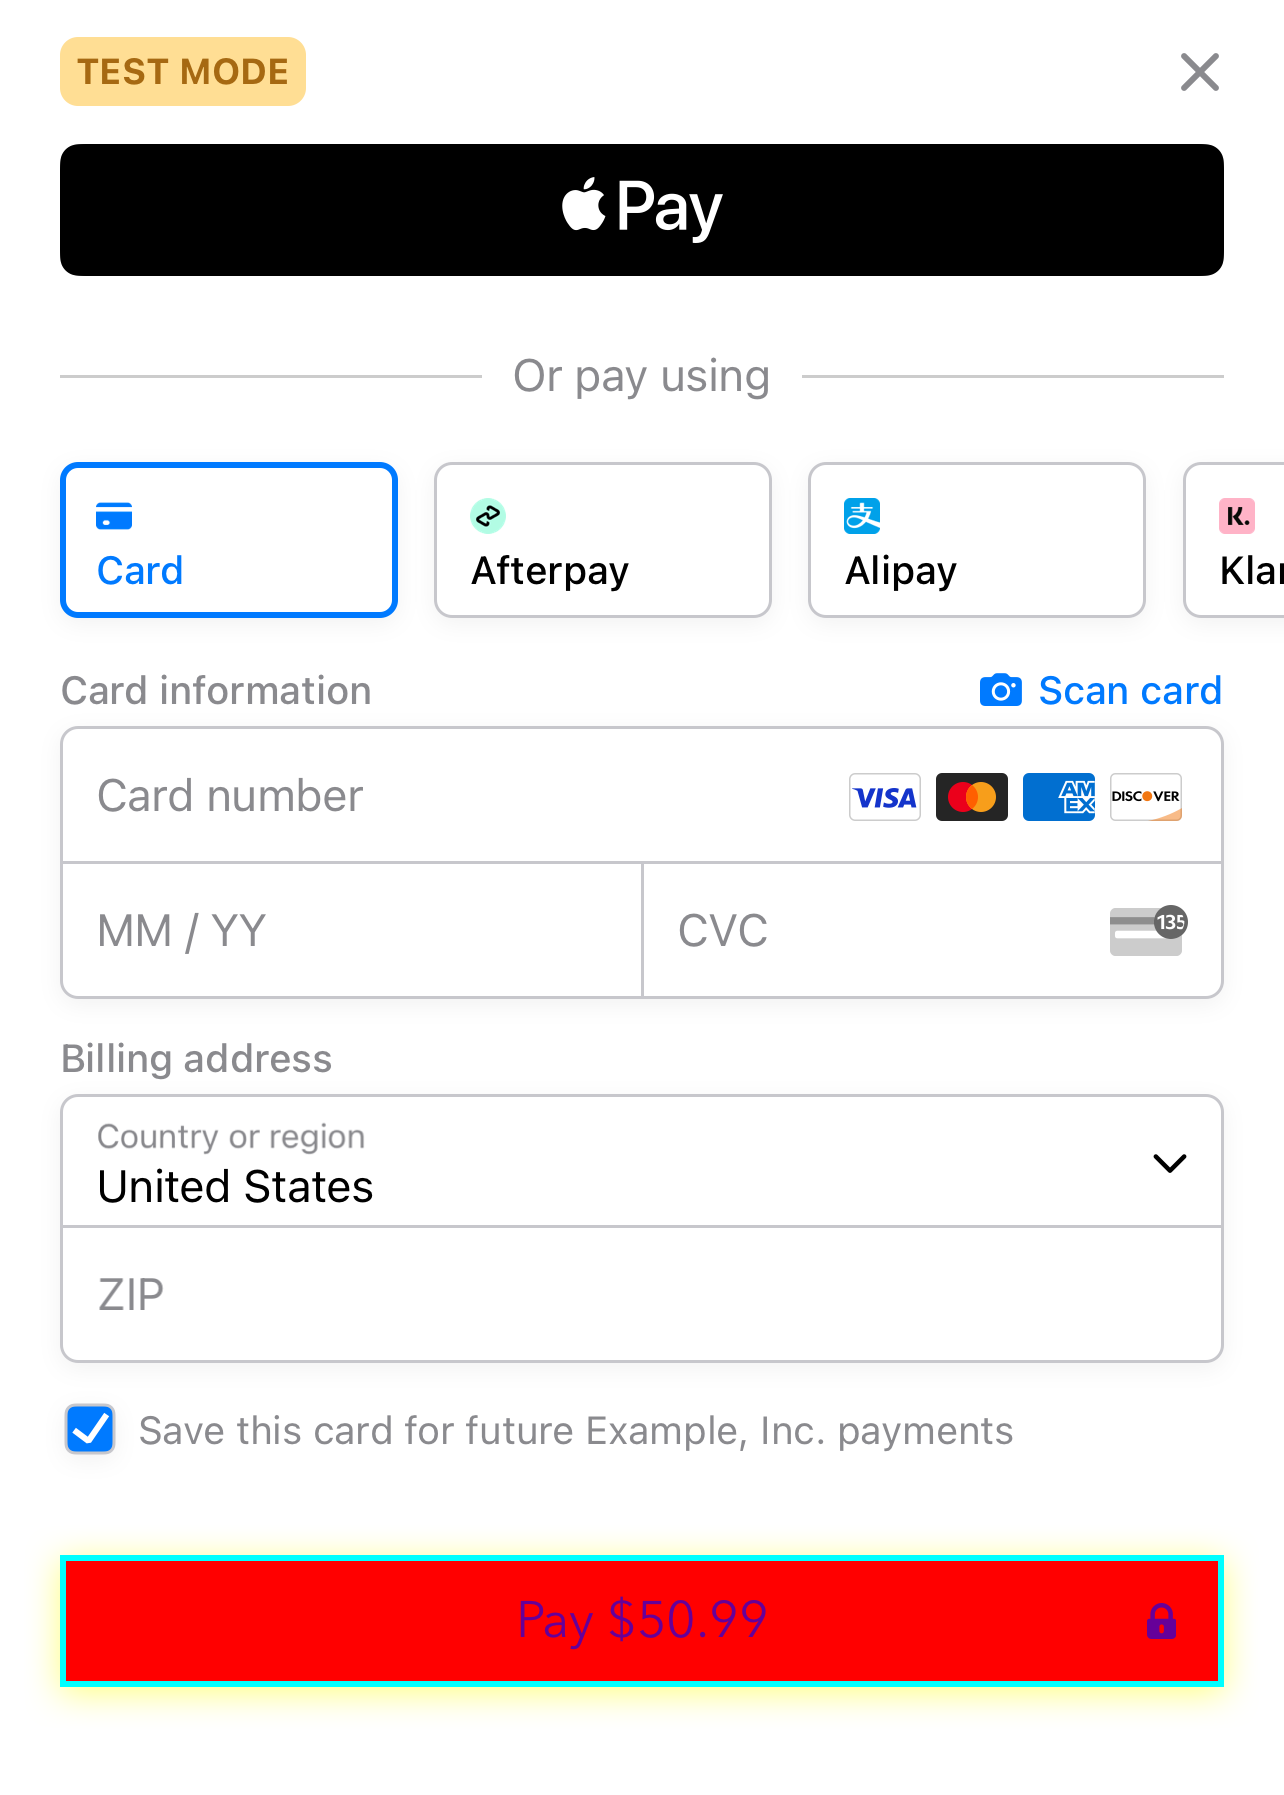 TEST MODE
Pay
Or pay using
Card
Afterpay
支
Alipay
K.
Klar
Card information
Scan card
Card number
VISA
AM
EX
DISCOVER
MM / YY
CVC
135
Billing address
Country or region
United States
ZIP
Save this card for future Example, Inc. payments
Pay $50.99